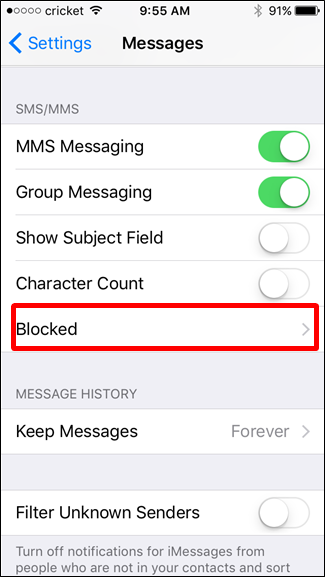 cricket 9:55 AM 91%
Settings Messages
SMS/MMS
MMS Messaging
Group Messaging
Show Subject Field
Character Count
Blocked
MESSAGE HISTORY
Keep Messages Forever
Filter Unknown Senders
Turn off notifications for iMessages from
people who are not in your contacts and sort